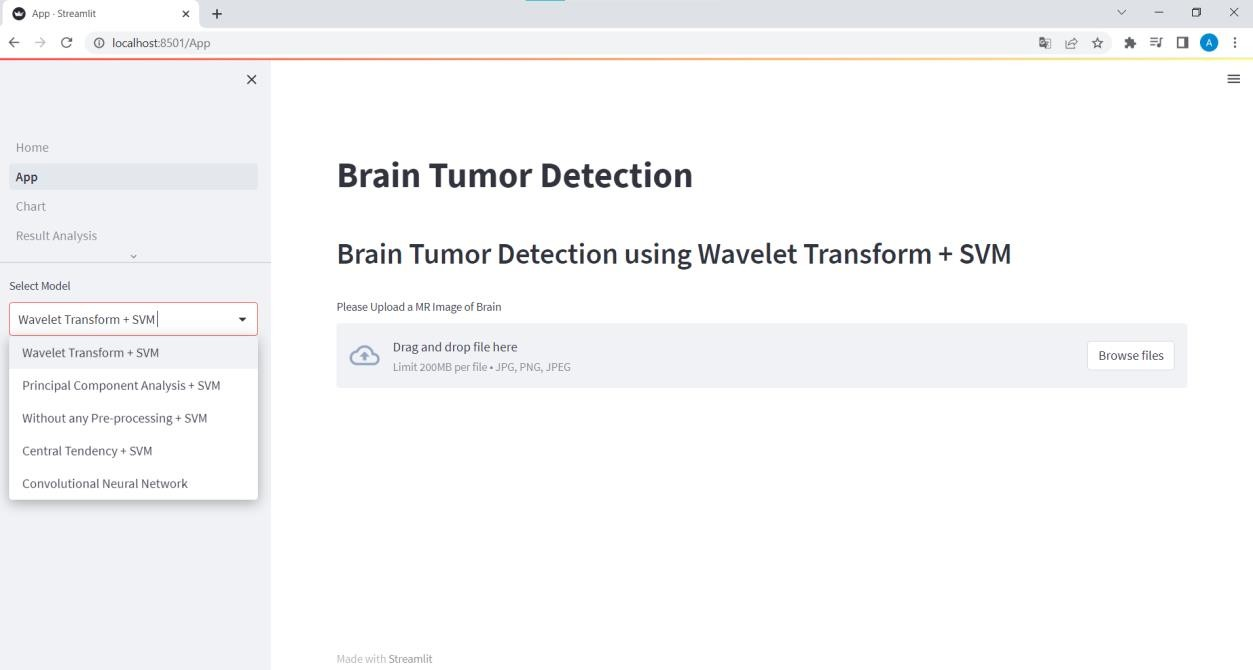 App · Streamlit
localhost:8501/App
A
Home
App
Chart
Result Analysis
Select Model
Wavelet Transform + SVM
Wavelet Transform + SVM
Principal Component Analysis + SVM
Without any Pre-processing + SVM
Central Tendency + SVM
Convolutional Neural Network
Brain Tumor Detection
Brain Tumor Detection using Wavelet Transform + SVM
Please Upload a MR Image of Brain
Drag and drop file here
Limit 200MB per file • JPG, PNG, JPEG
Browse files
Made with Streamlit